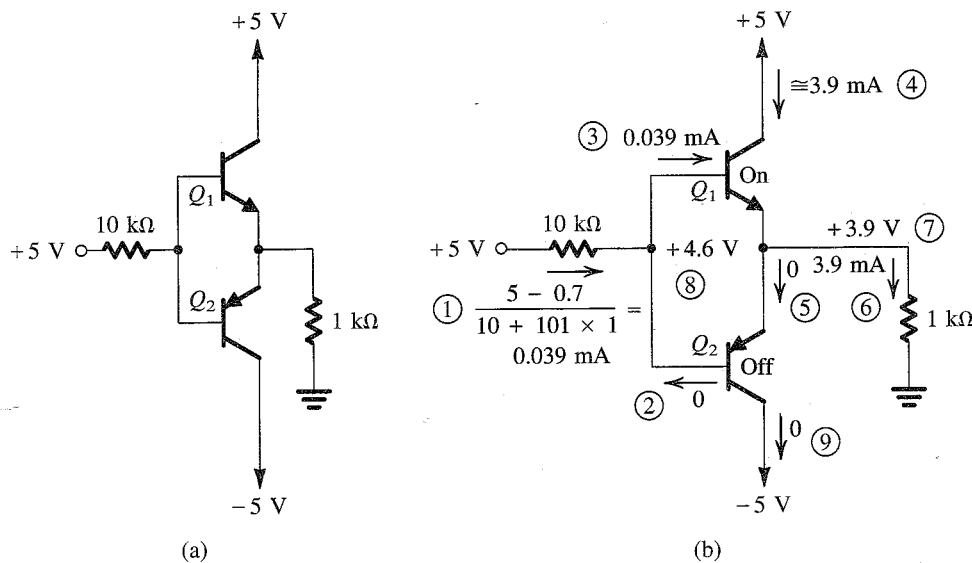 +5 V
Q1
10 kΩ
+5 V
Q2
1 kΩ
−5 V
(a)
+5 V
≅3.9 mA ④
③ 0.039 mA
On
Q1
10 kΩ
+3.9 V ⑦
+5 V
+4.6 V
0
3.9 mA
⑧
⑤
⑥
1 kΩ
① 5 − 0.7
10 + 101 × 1
=
0.039 mA
Q2
Off
②
0
0 ⑨
−5 V
(b)